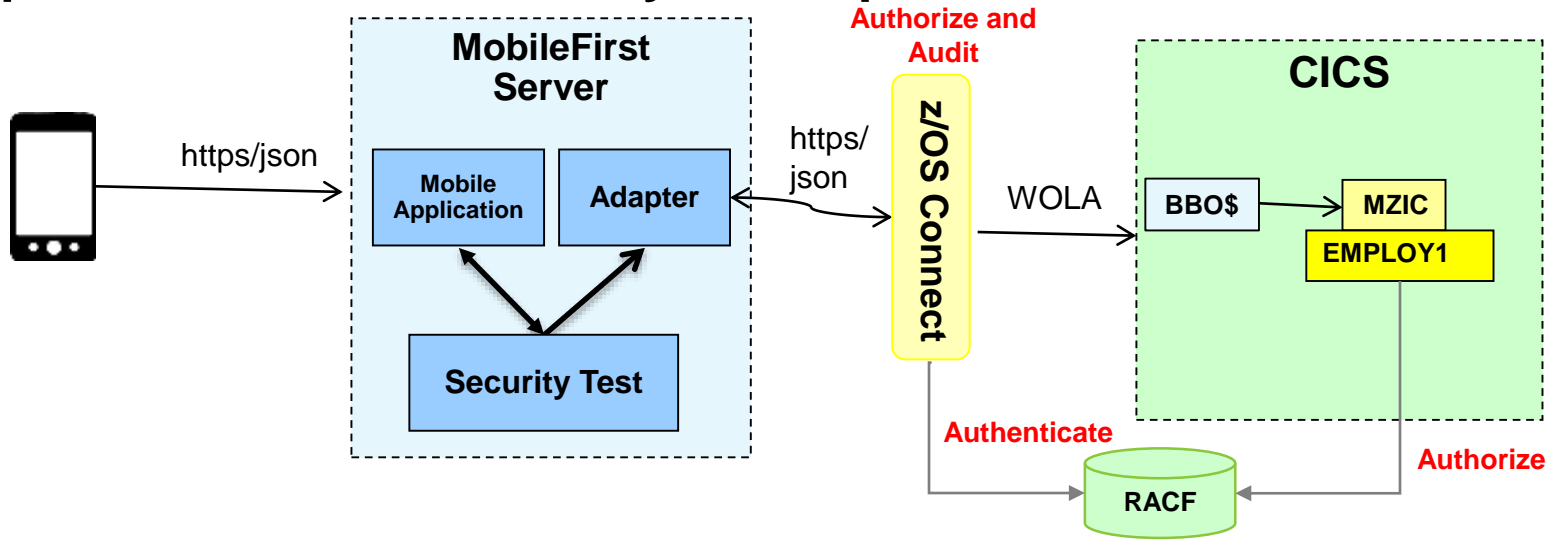 Authorize and
Audit
MobileFirst
Server
CICS
https/json
https/
json
z/OS Connect
WOLA
Mobile
Application
Adapter
BBO$
MZIC
EMPLOY1
Security Test
Authenticate
Authorize
RACF